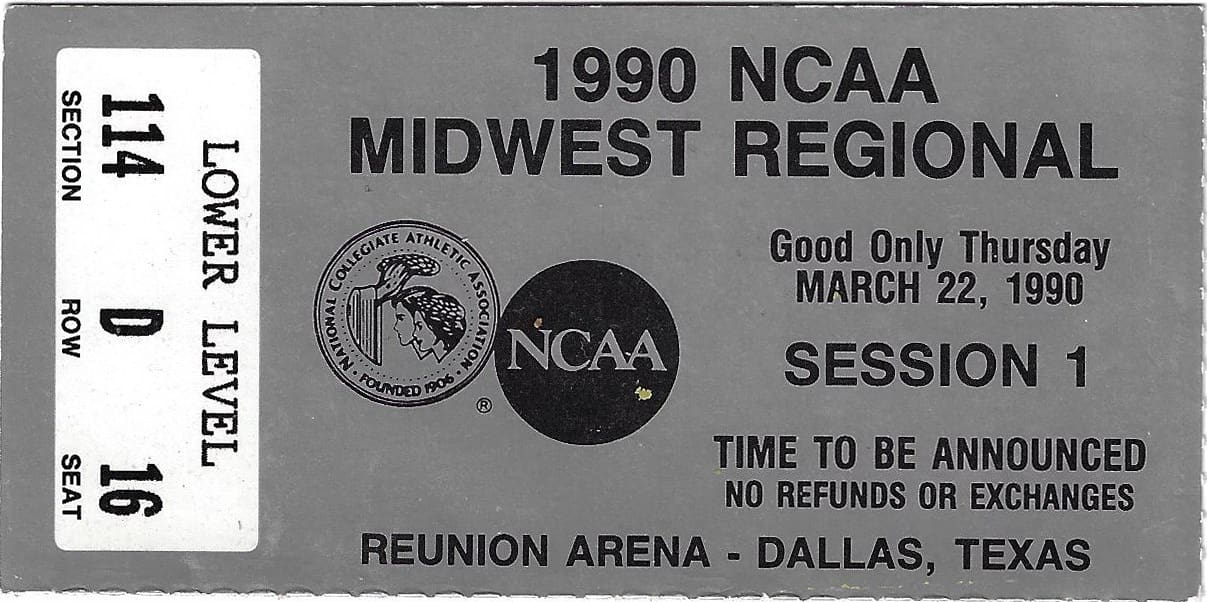 LOWER LEVEL
114 D 16
SECTION ROW SEAT
1990 NCAA
MIDWEST REGIONAL
Good Only Thursday
MARCH 22, 1990
SESSION 1
TIME TO BE ANNOUNCED
NO REFUNDS OR EXCHANGES
NATIONAL COLLEGIATE ATHLETIC ASSOCIATION
• FOUNDED 1906 •
®
NCAA
REUNION ARENA - DALLAS, TEXAS